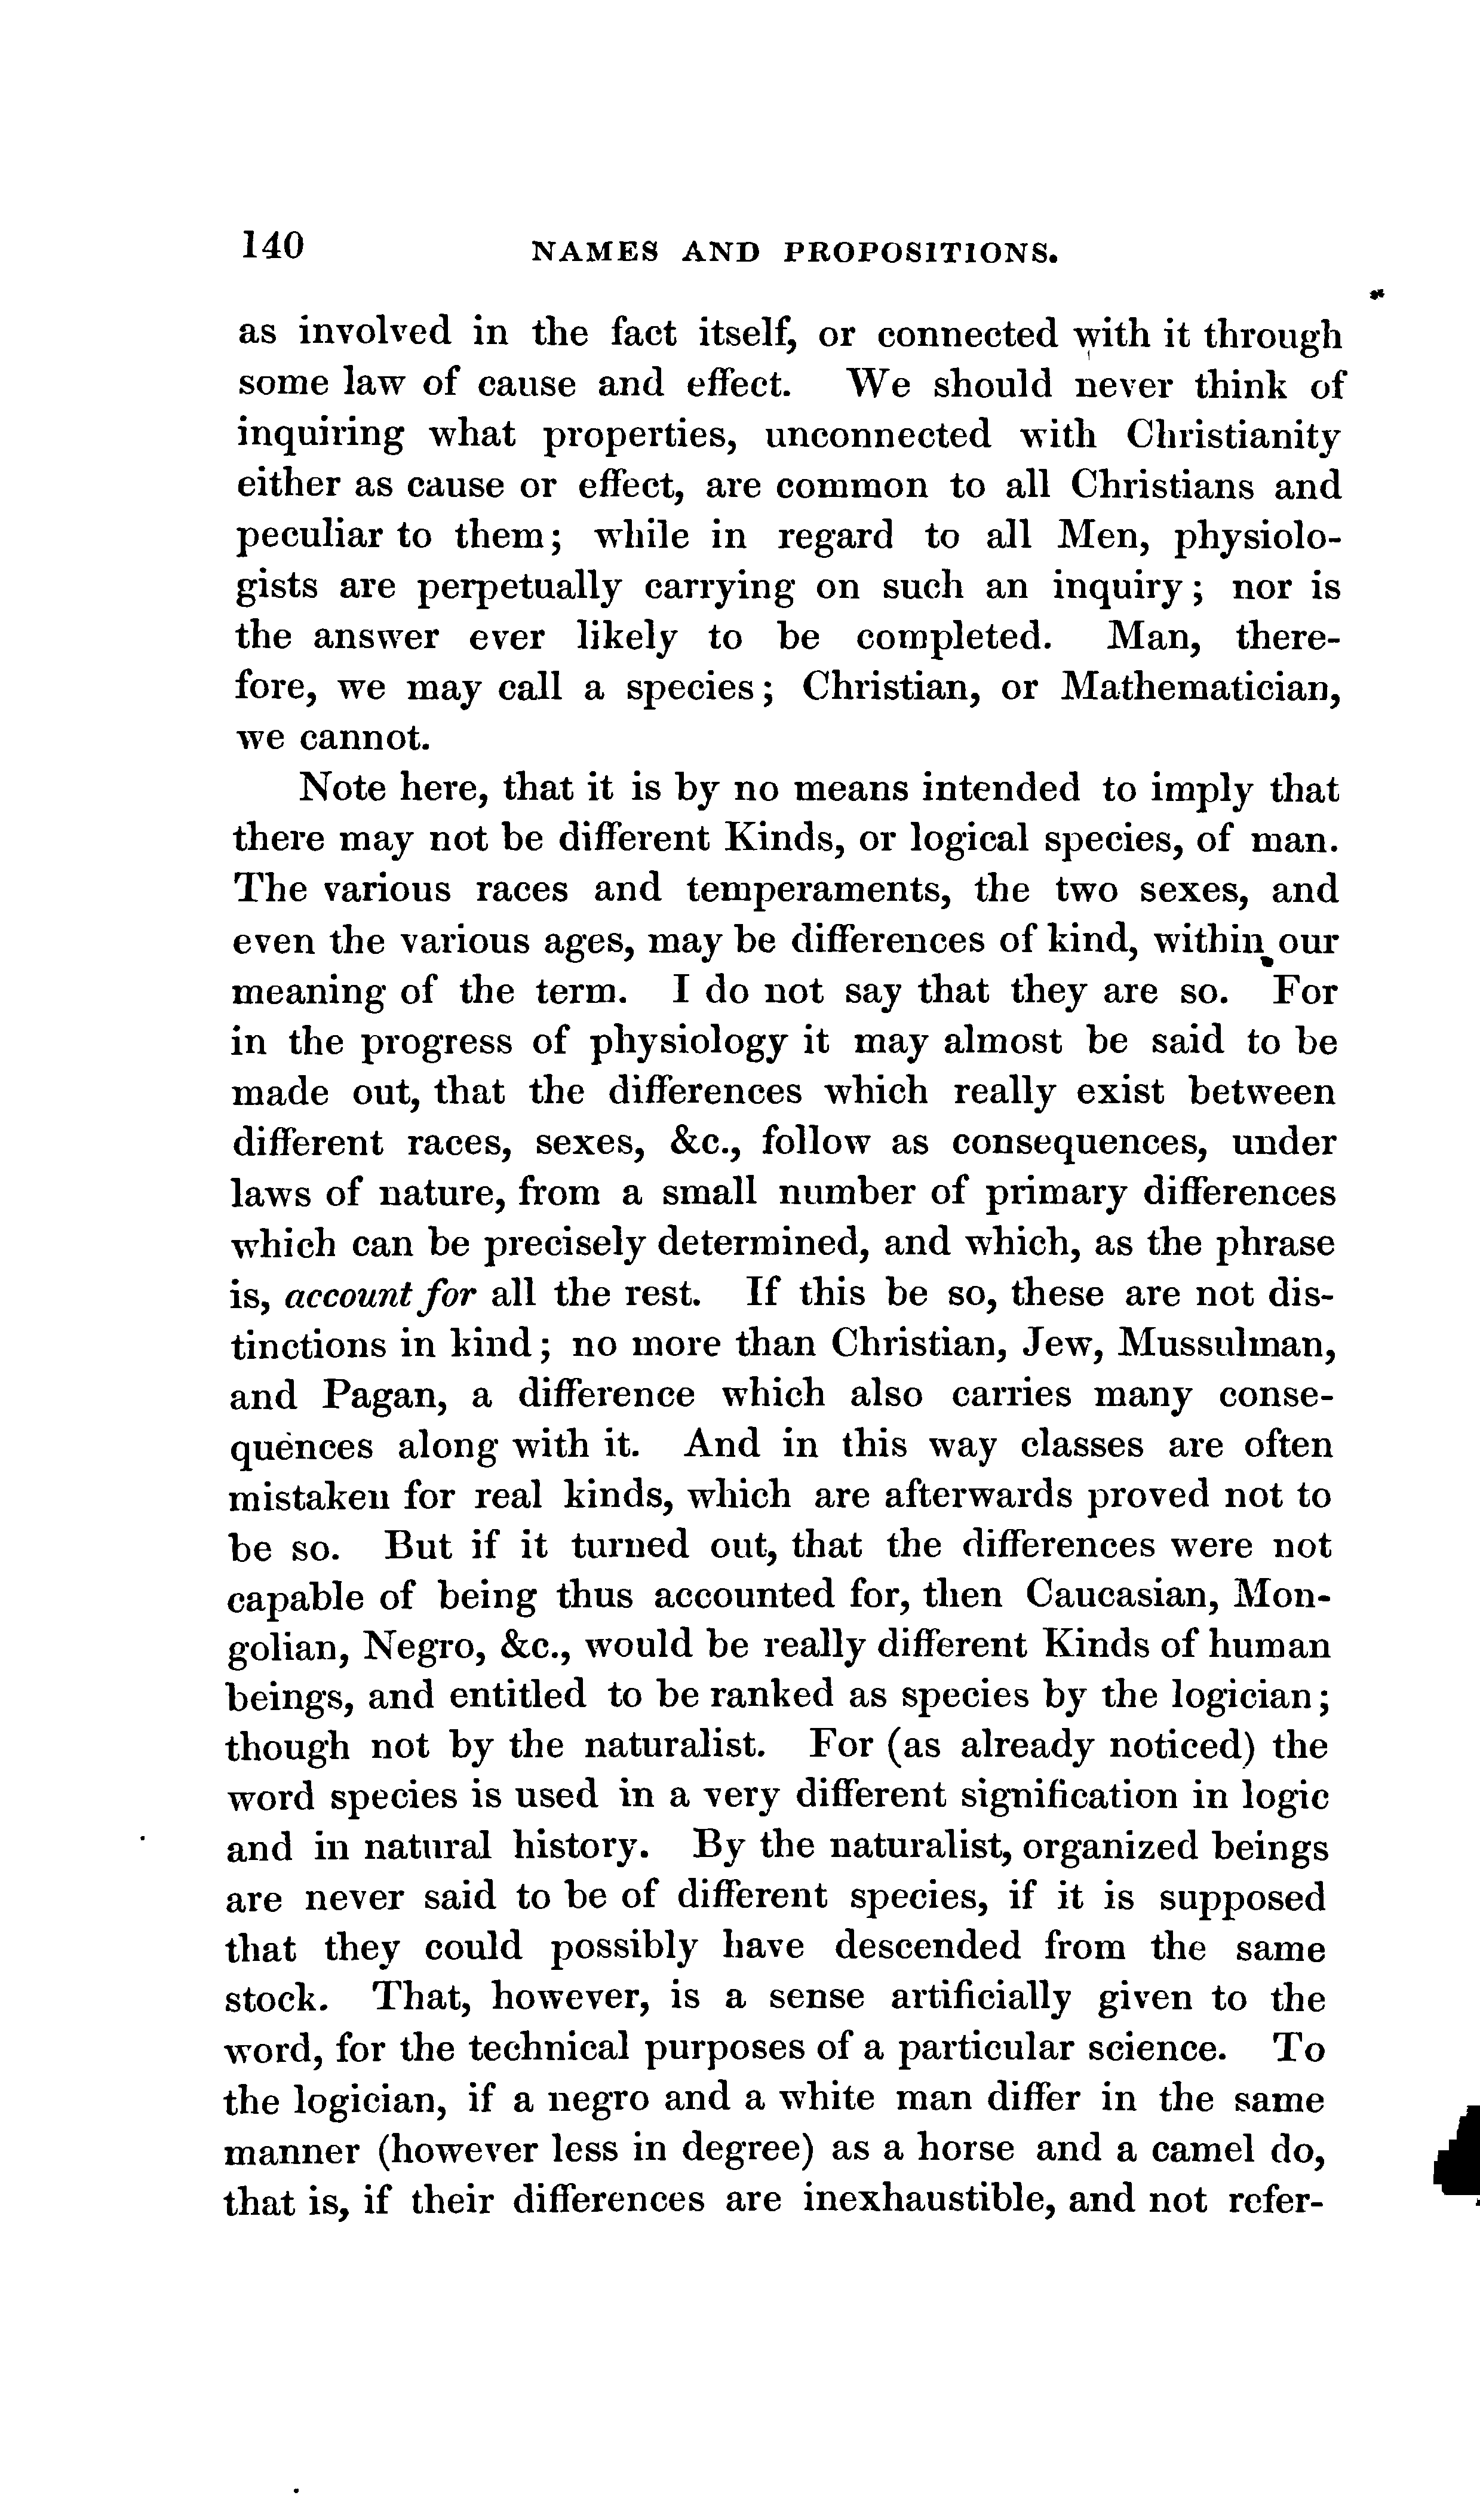 140 NAMES AND PROPOSITIONS.
as involved in the fact itself, or connected with it through
some law of cause and effect. We should never think of
inquiring what properties, unconnected with Christianity
either as cause or effect, are common to all Christians and
peculiar to them; while in regard to all Men, physiolo-
gists are perpetually carrying on such an inquiry; nor is
the answer ever likely to be completed. Man, there-
fore, we may call a species; Christian, or Mathematician,
we cannot.
Note here, that it is by no means intended to imply that
there may not be different Kinds, or logical species, of man.
The various races and temperaments, the two sexes, and
even the various ages, may be differences of kind, within our
meaning of the term. I do not say that they are so. For
in the progress of physiology it may almost be said to be
made out, that the differences which really exist between
different races, sexes, &c., follow as consequences, under
laws of nature, from a small number of primary differences
which can be precisely determined, and which, as the phrase
is, account for all the rest. If this be so, these are not dis-
tinctions in kind; no more than Christian, Jew, Mussulman,
and Pagan, a difference which also carries many conse-
quences along with it. And in this way classes are often
mistaken for real kinds, which are afterwards proved not to
be so. But if it turned out, that the differences were not
capable of being thus accounted for, then Caucasian, Mon-
golian, Negro, &c., would be really different Kinds of human
beings, and entitled to be ranked as species by the logician;
though not by the naturalist. For (as already noticed) the
word species is used in a very different signification in logic
and in natural history. By the naturalist, organized beings
are never said to be of different species, if it is supposed
that they could possibly have descended from the same
stock. That, however, is a sense artificially given to the
word, for the technical purposes of a particular science. To
the logician, if a negro and a white man differ in the same
manner (however less in degree) as a horse and a camel do,
that is, if their differences are inexhaustible, and not refer-